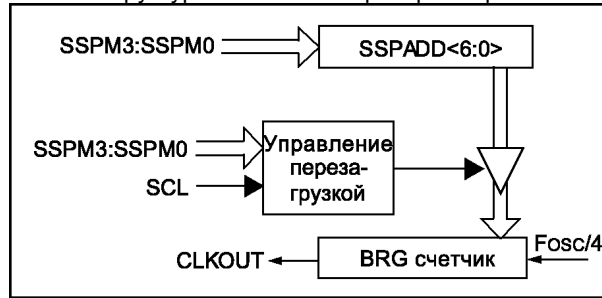 SSPM3:SSPM0
SSPADD<6:0>
SSPM3:SSPM0
SCL
Управление
переза-
грузкой
CLKOUT
BRG счетчик
Fosc/4